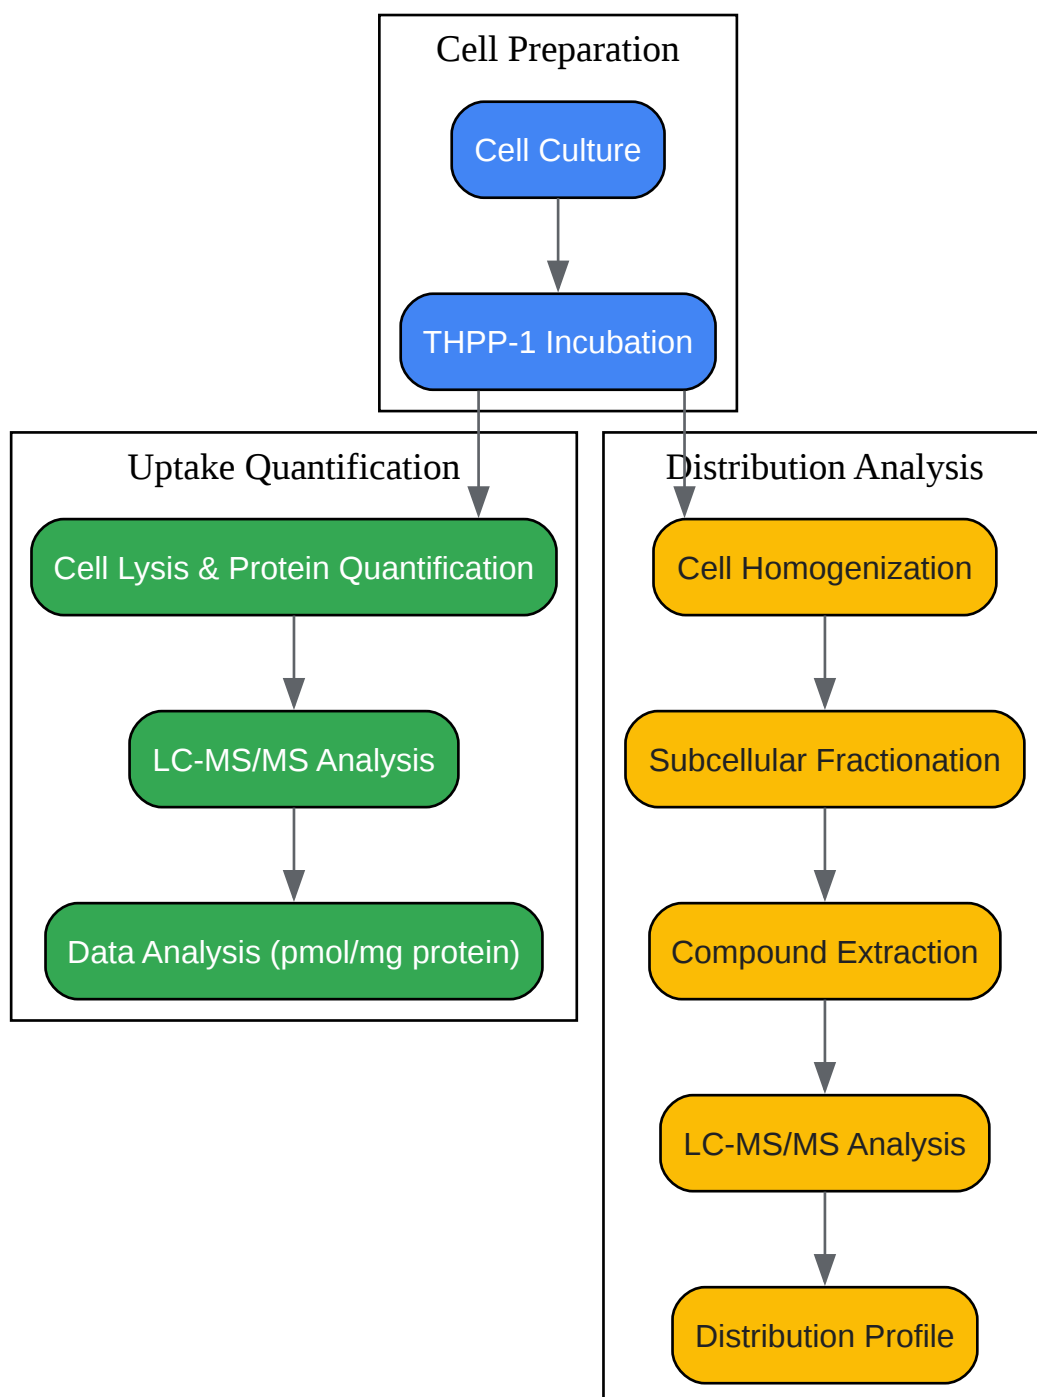 Cell Preparation
Cell Culture
THPP-1 Incubation
Uptake Quantification
Cell Lysis & Protein Quantification
LC-MS/MS Analysis
Data Analysis (pmol/mg protein)
Distribution Analysis
Cell Homogenization
Subcellular Fractionation
Compound Extraction
LC-MS/MS Analysis
Distribution Profile